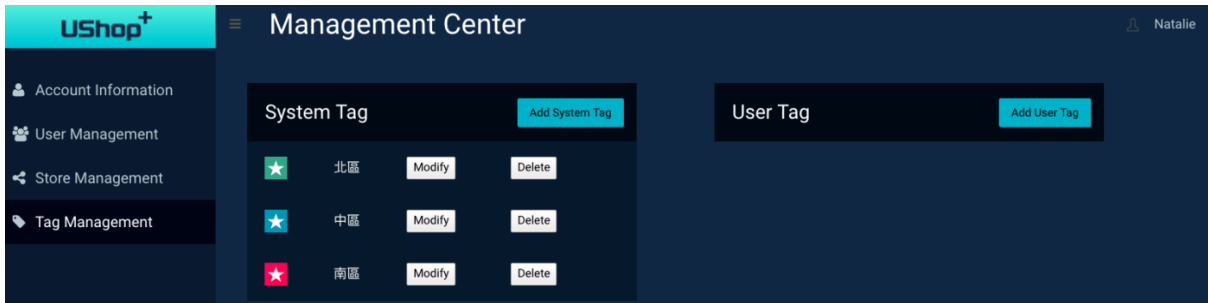 UShop+
Management Center
Natalie
Account Information
User Management
Store Management
Tag Management
System Tag
Add System Tag
北區
Modify
Delete
中區
Modify
Delete
南區
Modify
Delete
User Tag
Add User Tag